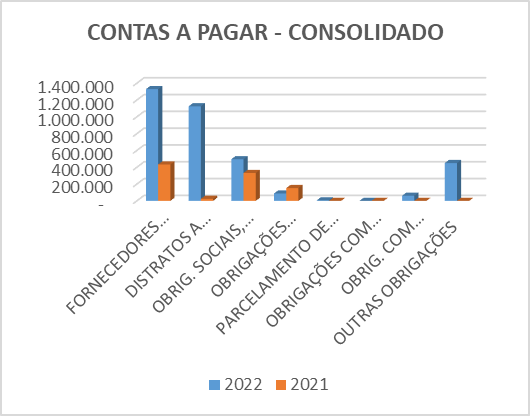 CONTAS A PAGAR - CONSOLIDADO
1.400.000
1.200.000
1.000.000
800.000
600.000
400.000
200.000
-
FORNECEDORES...
DISTRATOS A...
OBRIG. SOCIAIS,...
OBRIGAÇÕES...
PARCELAMENTO DE...
OBRIGAÇÕES COM...
OBRIG. COM...
OUTRAS OBRIGAÇÕES
2022 2021